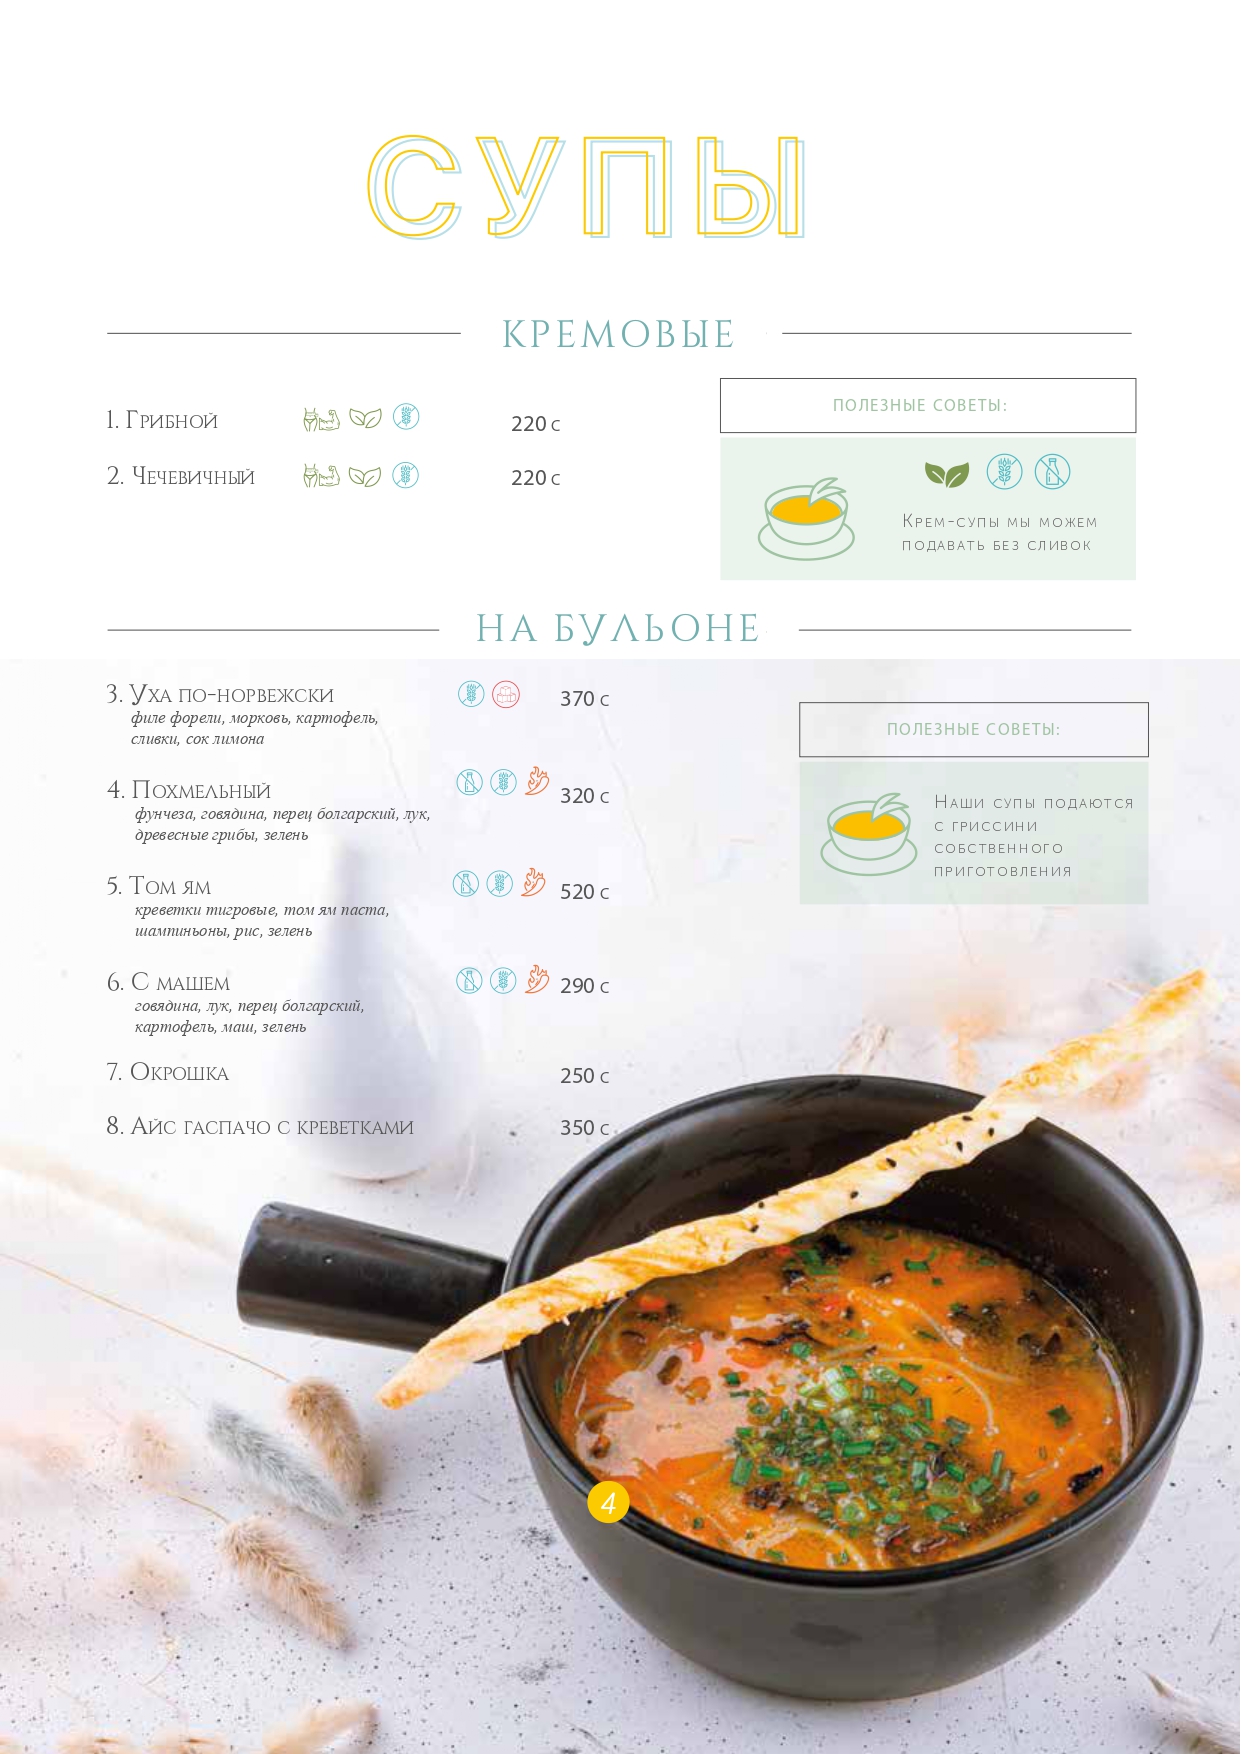 СУПЫ
КРЕМОВЫЕ
1. Грибной 220 с
2. Чечевичный 220 с
ПОЛЕЗНЫЕ СОВЕТЫ:
Крем-супы мы можем
подавать без сливок
НА БУЛЬОНЕ
3. Уха по-норвежски 370 с
филе форели, морковь, картофель,
сливки, сок лимона
4. Похмельный 320 с
фунчеза, говядина, перец болгарский, лук,
древесные грибы, зелень
5. Том ям 520 с
креветки тигровые, том ям паста,
шампиньоны, рис, зелень
6. С машем 290 с
говядина, лук, перец болгарский,
картофель, маш, зелень
7. Окрошка 250 с
8. Айс гаспачо с креветками 350 с
ПОЛЕЗНЫЕ СОВЕТЫ:
Наши супы подаются
с гриссини
собственного
приготовления
4